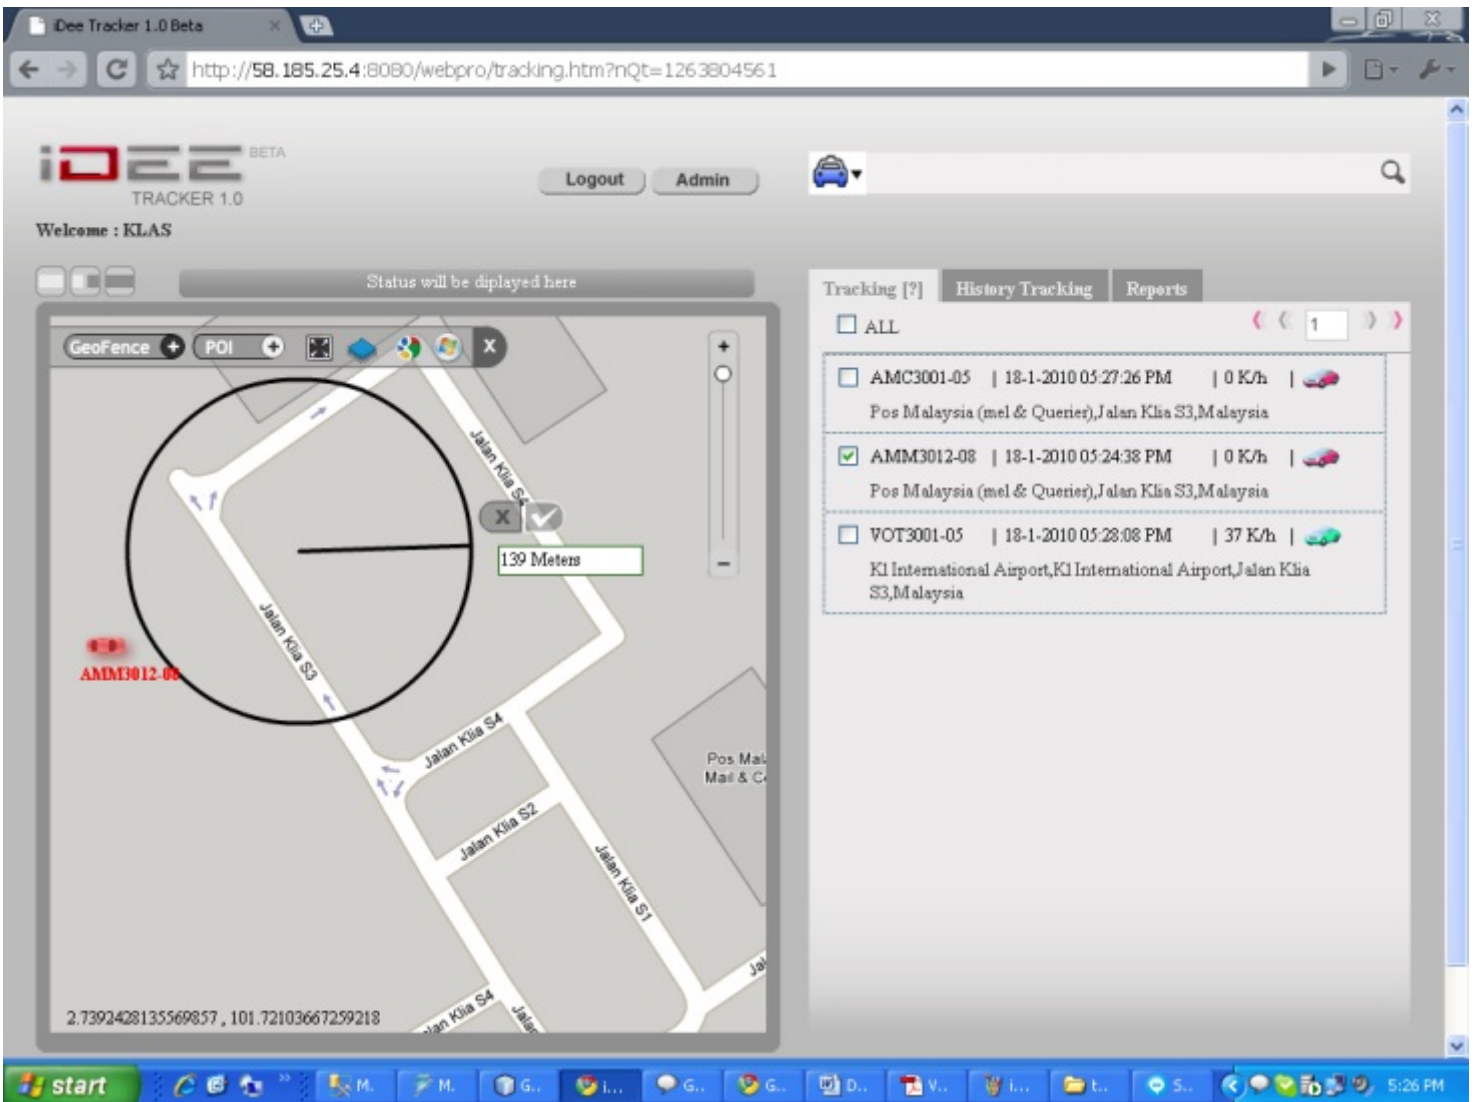 iDee Tracker 1.0 Beta
http://58.185.25.4:8080/webpro/tracking.htm?nQt=1263804561
iDEE BETA
TRACKER 1.0
Logout Admin
Welcome : KLAS
Status will be diplayed here
Tracking [?] History Tracking Reports
ALL 1
GeoFence + POI + X
+
AMC3001-05 | 18-1-2010 05:27:26 PM | 0 K/h |
Pos Malaysia (mel & Querier),Jalan Klia S3,Malaysia
AMM3012-08 | 18-1-2010 05:24:38 PM | 0 K/h |
Pos Malaysia (mel & Querier),Jalan Klia S3,Malaysia
VOT3001-05 | 18-1-2010 05:28:08 PM | 37 K/h |
Kl International Airport,Kl International Airport,Jalan Klia
S3,Malaysia
Jalan Klia S4
X
139 Meters
−
Jalan Klia S3
AMM3012-08
Jalan Klia S4
Pos Mal
Mail & C
Jalan Klia S2
Jalan Klia S1
Jal
alan Klia S4
Jalan
2.7392428135569857 , 101.72103667259218
start M. M. G.. i... G.. G.. D.. V.. i... t.. S.. 5:26 PM